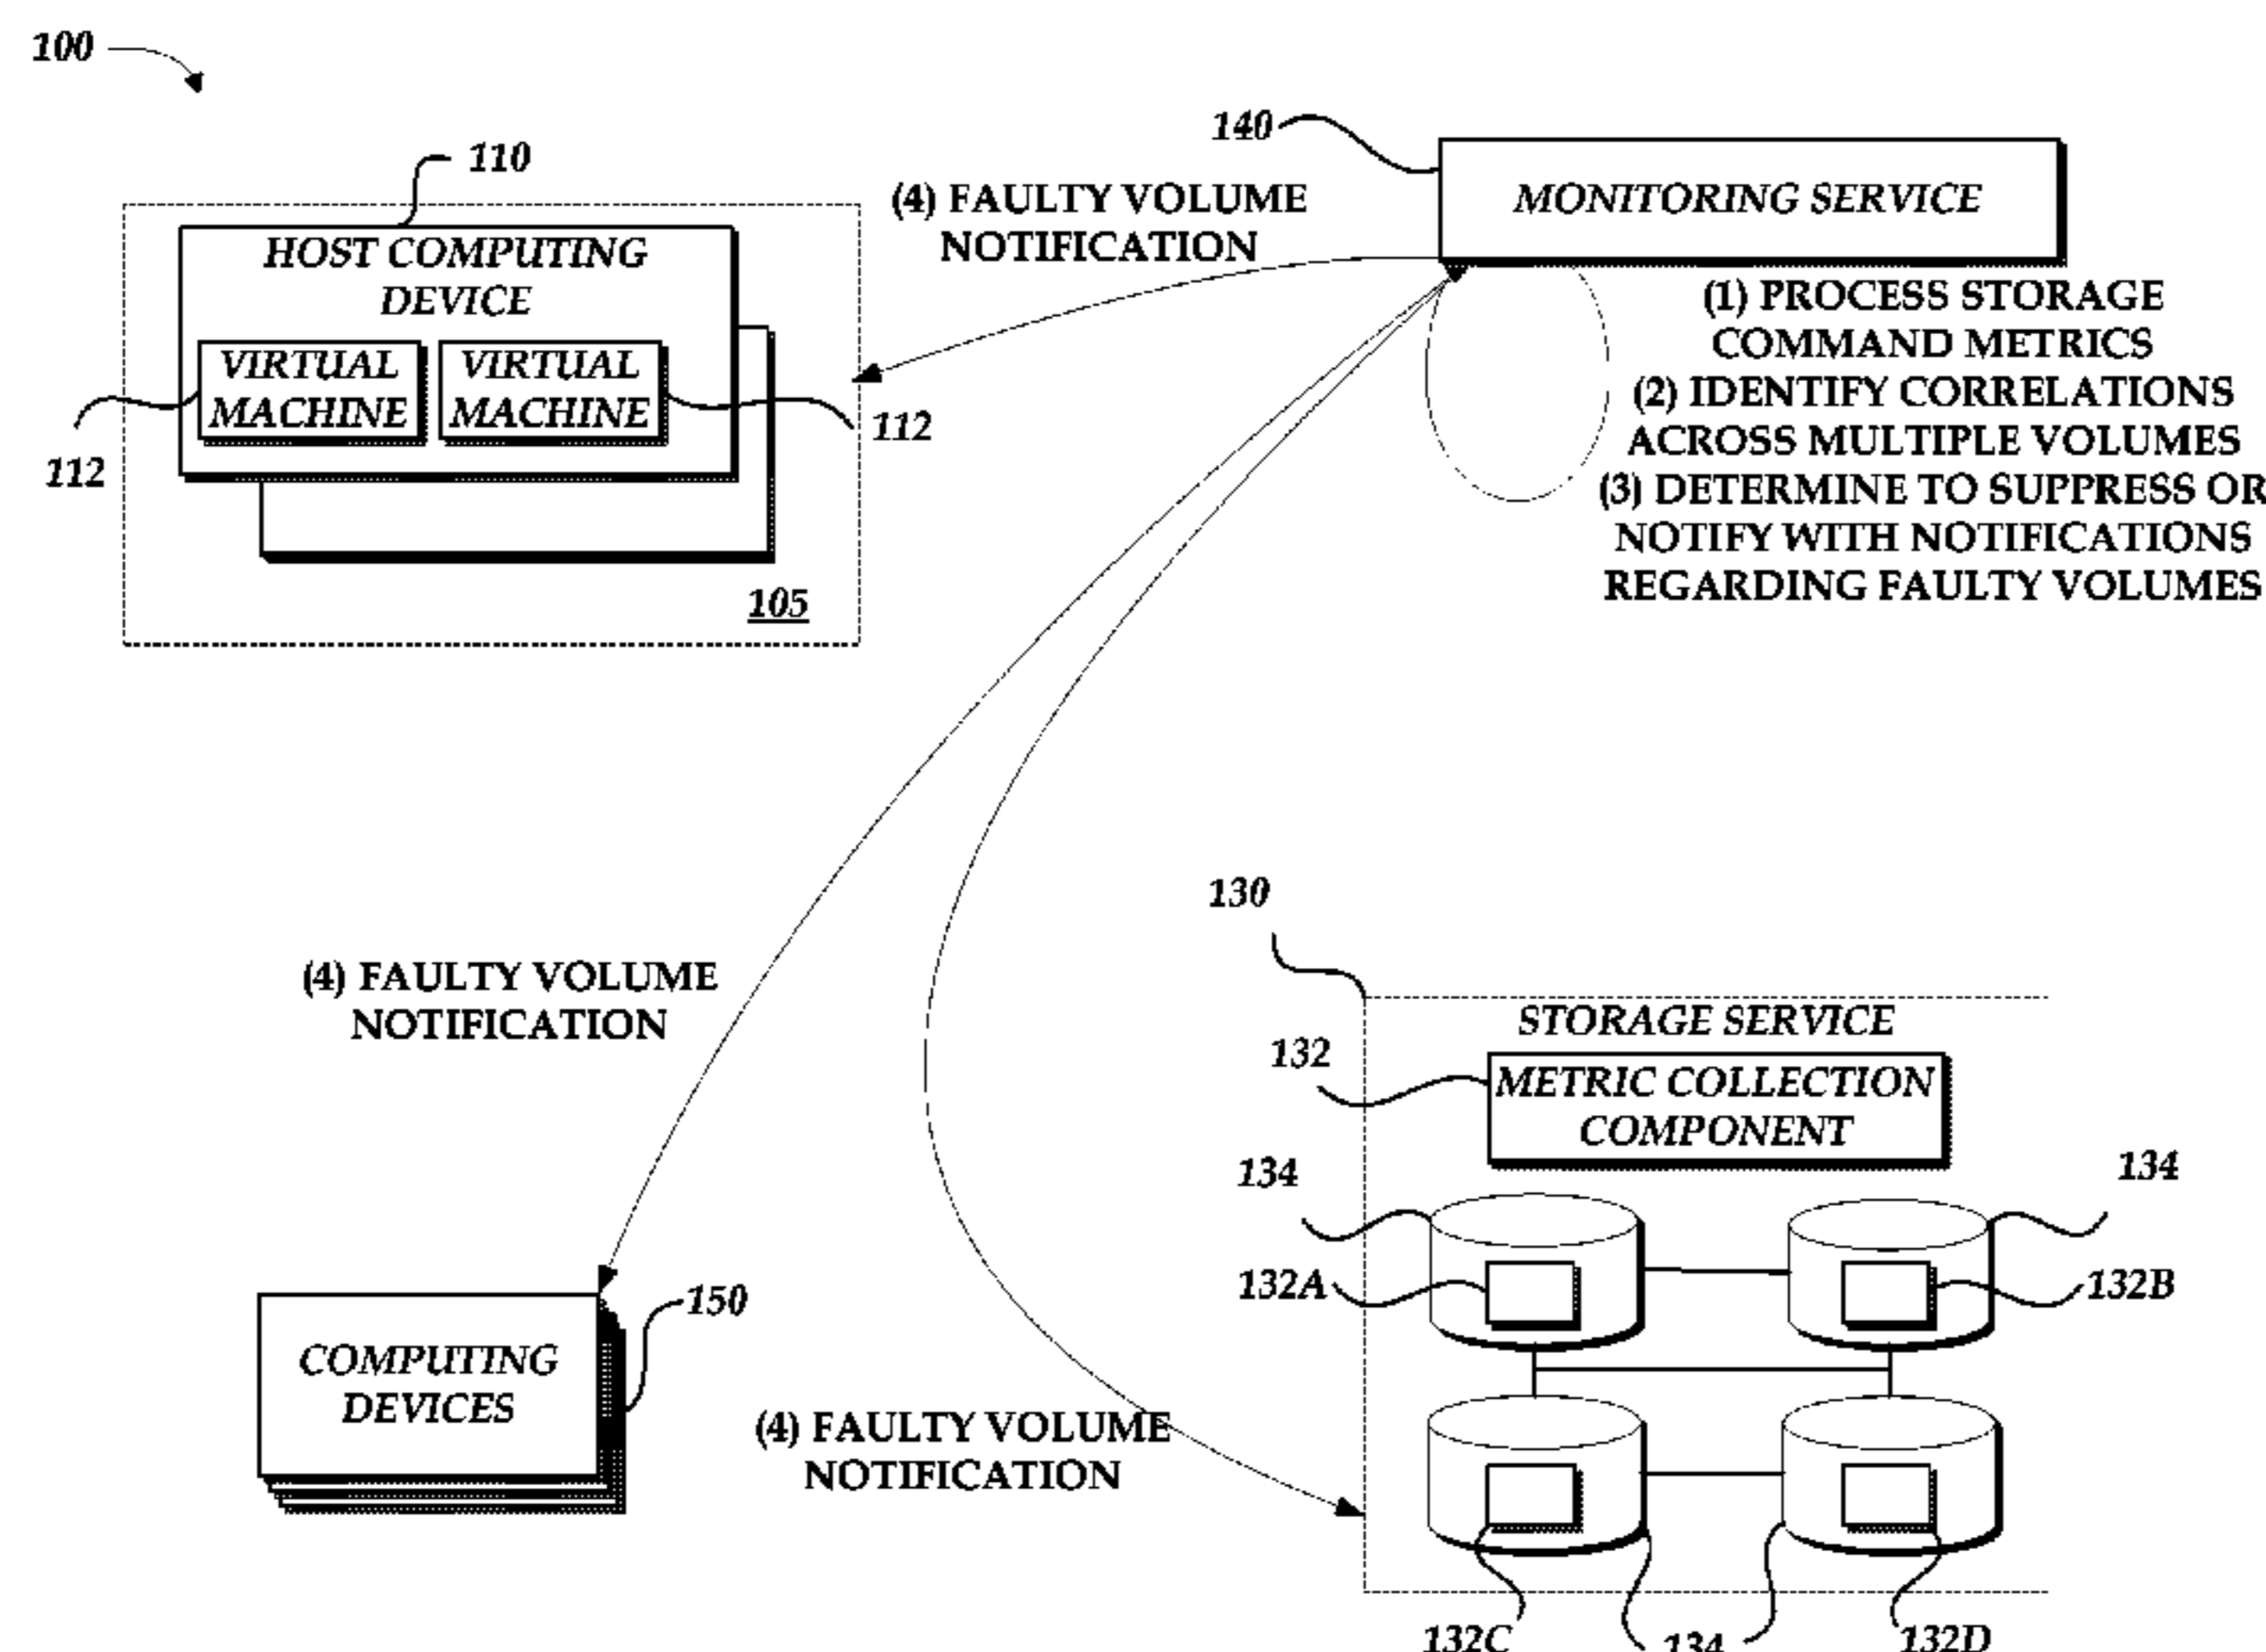 100
110
HOST COMPUTING
DEVICE
VIRTUAL
MACHINE
VIRTUAL
MACHINE
112
112
105
(4) FAULTY VOLUME
NOTIFICATION
140
MONITORING SERVICE
(1) PROCESS STORAGE
COMMAND METRICS
(2) IDENTIFY CORRELATIONS
ACROSS MULTIPLE VOLUMES
(3) DETERMINE TO SUPPRESS OR
NOTIFY WITH NOTIFICATIONS
REGARDING FAULTY VOLUMES
(4) FAULTY VOLUME
NOTIFICATION
150
COMPUTING
DEVICES
(4) FAULTY VOLUME
NOTIFICATION
130
STORAGE SERVICE
132
METRIC COLLECTION
COMPONENT
134
134
132A
132B
132C
134
132D